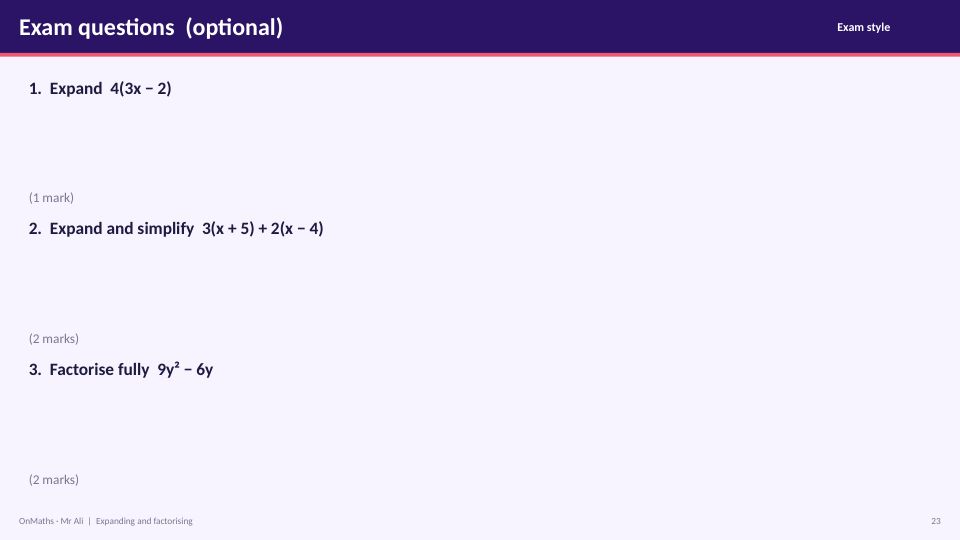 Exam questions  (optional)
Exam style
1.  Expand  4(3x − 2)
(1 mark)
2.  Expand and simplify  3(x + 5) + 2(x − 4)
(2 marks)
3.  Factorise fully  9y² − 6y
(2 marks)
OnMaths - Mr Ali  |  Expanding and factorising
23